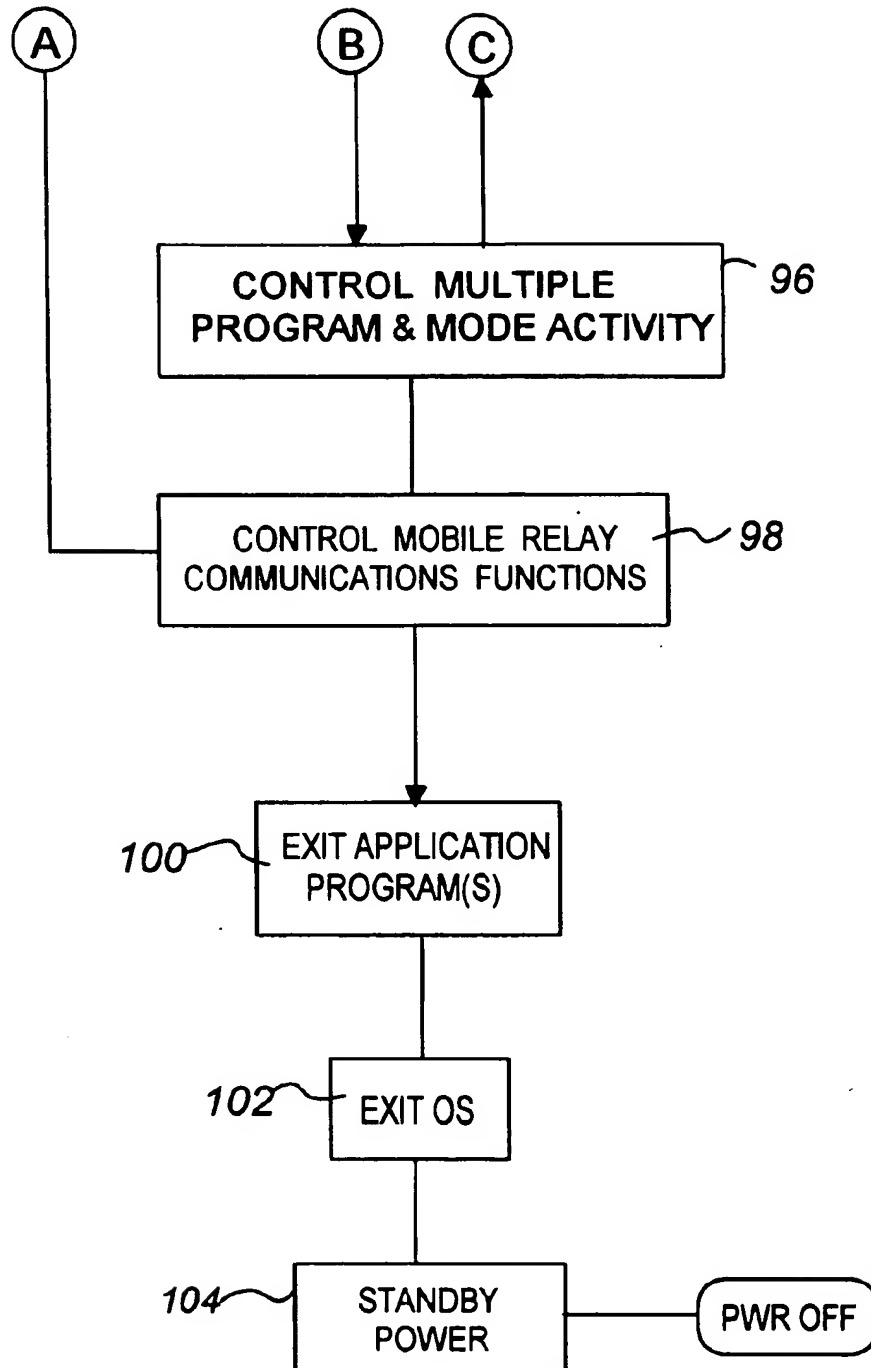 A B C
CONTROL MULTIPLE 96
PROGRAM & MODE ACTIVITY
CONTROL MOBILE RELAY 98
COMMUNICATIONS FUNCTIONS
100 EXIT APPLICATION
PROGRAM(S)
102 EXIT OS
104 STANDBY
POWER
PWR OFF